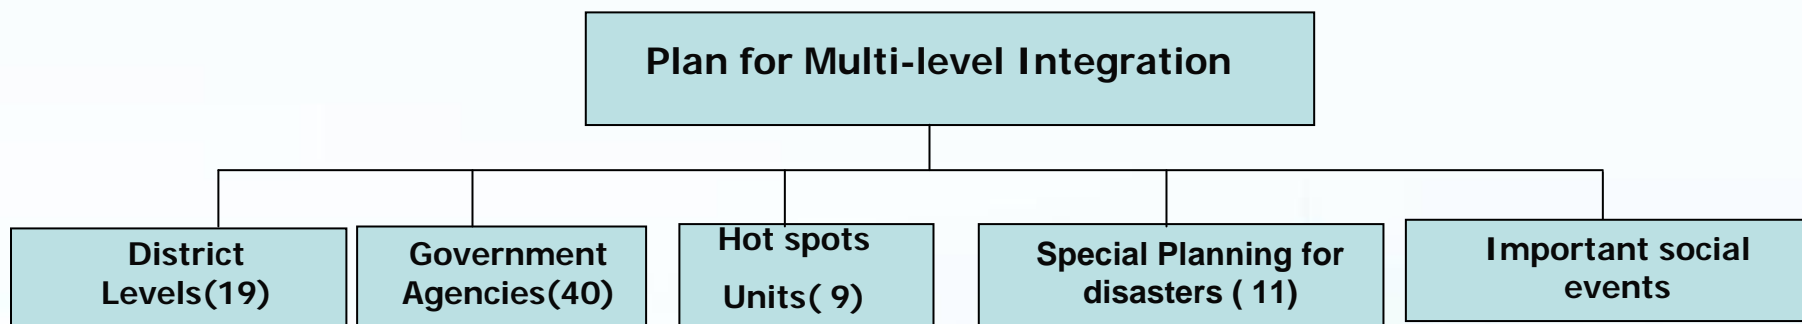 Plan for Multi-level Integration
District
Levels(19)
Government
Agencies(40)
Hot spots
Units( 9)
Special Planning for
disasters ( 11)
Important social
events